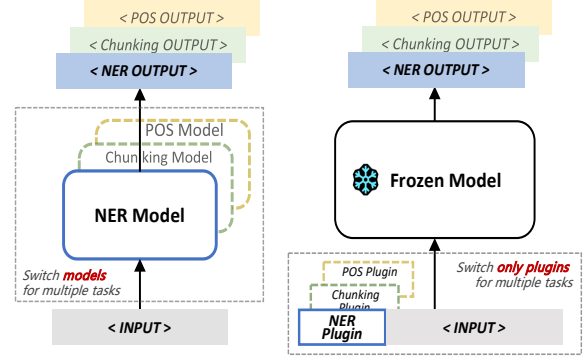 < POS OUTPUT >
< Chunking OUTPUT >
< NER OUTPUT >
POS Model
Chunking Model
NER Model
Switch models
for multiple tasks
< INPUT >
< POS OUTPUT >
< Chunking OUTPUT >
< NER OUTPUT >
Frozen Model
POS Plugin
Chunking
Plugin
NER
Plugin
Switch only plugins
for multiple tasks
< INPUT >